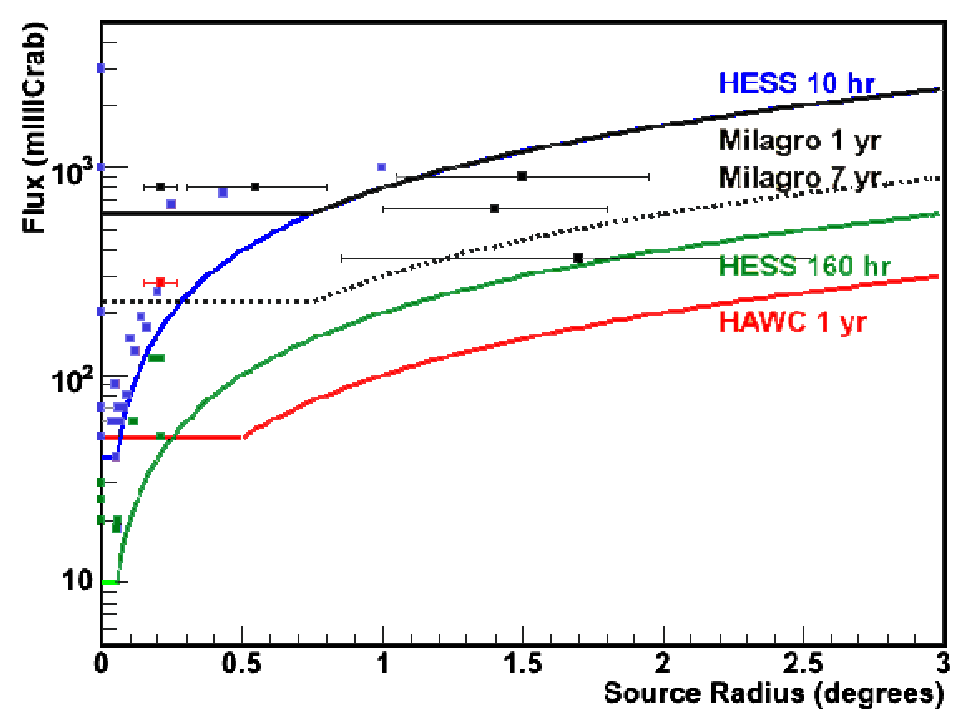 Flux (milliCrab)
10³
10²
10
HESS 10 hr
Milagro 1 yr
Milagro 7 yr
HESS 160 hr
HAWC 1 yr
0 0.5 1 1.5 2 2.5 3
Source Radius (degrees)